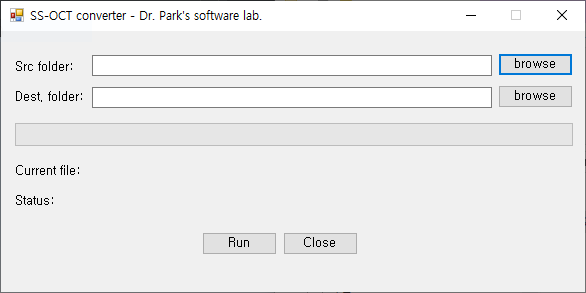 SS-OCT converter - Dr. Park's software lab.
Src folder: browse
Dest. folder: browse
Current file:
Status:
Run Close